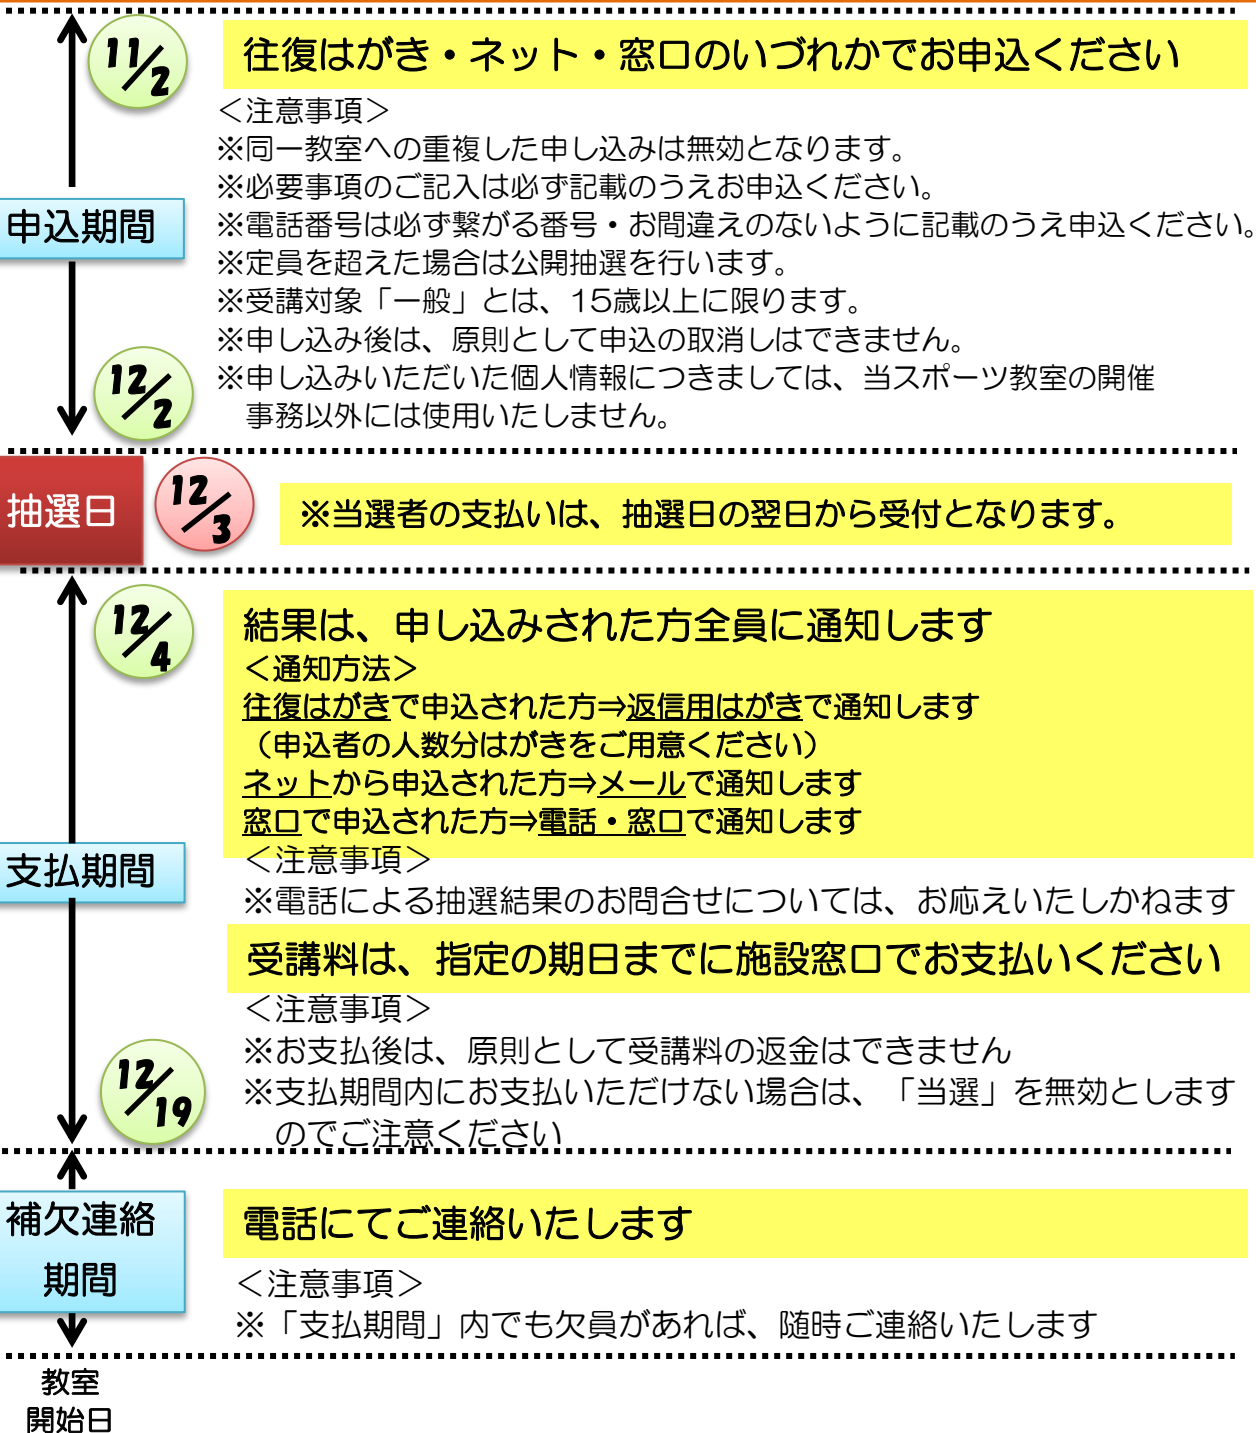 11/2
往復はがき・ネット・窓口のいづれかでお申込ください
＜注意事項＞
※同一教室への重複した申し込みは無効となります。
※必要事項のご記入は必ず記載のうえお申込ください。
申込期間
※電話番号は必ず繋がる番号・お間違えのないように記載のうえ申込ください。
※定員を超えた場合は公開抽選を行います。
※受講対象「一般」とは、15歳以上に限ります。
※申し込み後は、原則として申込の取消しはできません。
12/2
※申し込みいただいた個人情報につきましては、当スポーツ教室の開催
事務以外には使用いたしません。
抽選日
12/3
※当選者の支払いは、抽選日の翌日から受付となります。
12/4
結果は、申し込みされた方全員に通知します
＜通知方法＞
往復はがきで申込された方⇒返信用はがきで通知します
（申込者の人数分はがきをご用意ください）
ネットから申込された方⇒メールで通知します
窓口で申込された方⇒電話・窓口で通知します
支払期間
＜注意事項＞
※電話による抽選結果のお問合せについては、お応えいたしかねます
受講料は、指定の期日までに施設窓口でお支払いください
＜注意事項＞
※お支払後は、原則として受講料の返金はできません
12/19
※支払期間内にお支払いただけない場合は、「当選」を無効とします
のでご注意ください
補欠連絡
期間
電話にてご連絡いたします
＜注意事項＞
※「支払期間」内でも欠員があれば、随時ご連絡いたします
教室
開始日